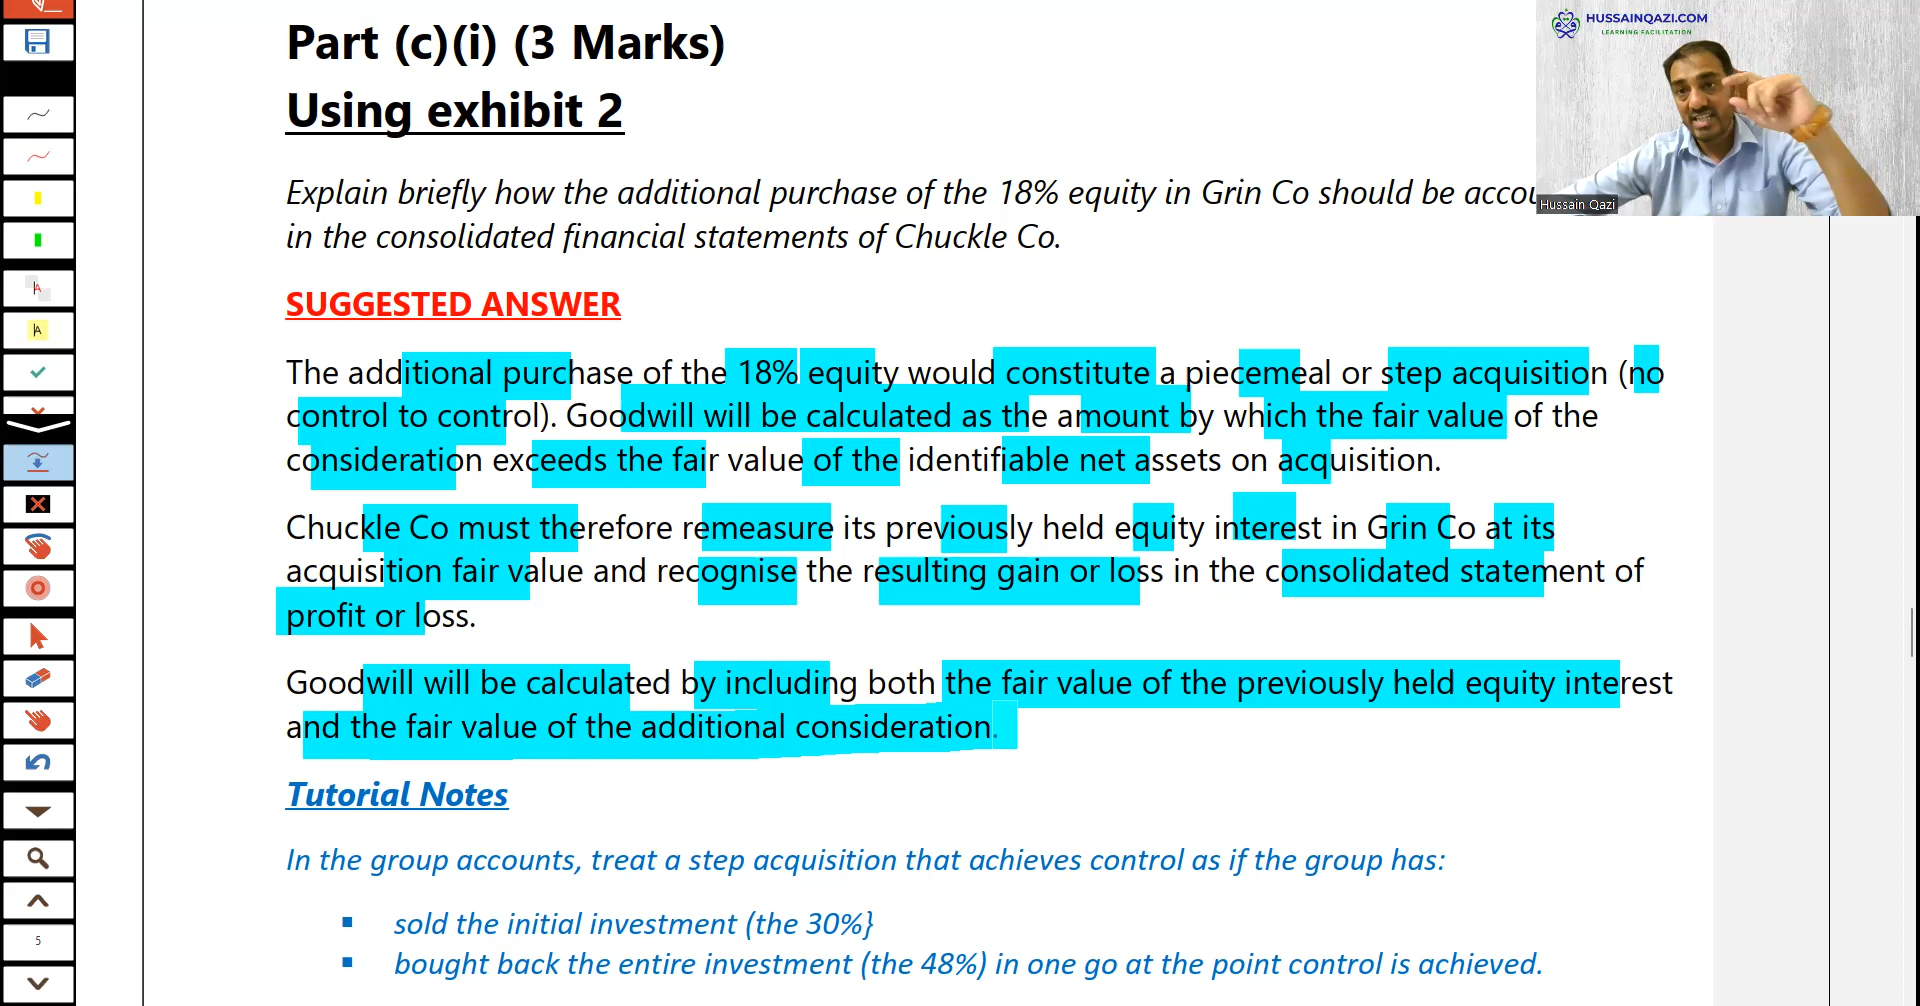 Part (c)(i) (3 Marks)
HUSSAINQAZI.COM
LEARNING FACILITATION
Using exhibit 2
Explain briefly how the additional purchase of the 18% equity in Grin Co should be accou
Hussain Qazi
in the consolidated financial statements of Chuckle Co.
SUGGESTED ANSWER
The additional purchase of the 18% equity would constitute a piecemeal or step acquisition (no
control to control). Goodwill will be calculated as the amount by which the fair value of the
consideration exceeds the fair value of the identifiable net assets on acquisition.
Chuckle Co must therefore remeasure its previously held equity interest in Grin Co at its
acquisition fair value and recognise the resulting gain or loss in the consolidated statement of
profit or loss.
Goodwill will be calculated by including both the fair value of the previously held equity interest
and the fair value of the additional consideration.
Tutorial Notes
In the group accounts, treat a step acquisition that achieves control as if the group has:
▪ sold the initial investment (the 30%}
▪ bought back the entire investment (the 48%) in one go at the point control is achieved.
5